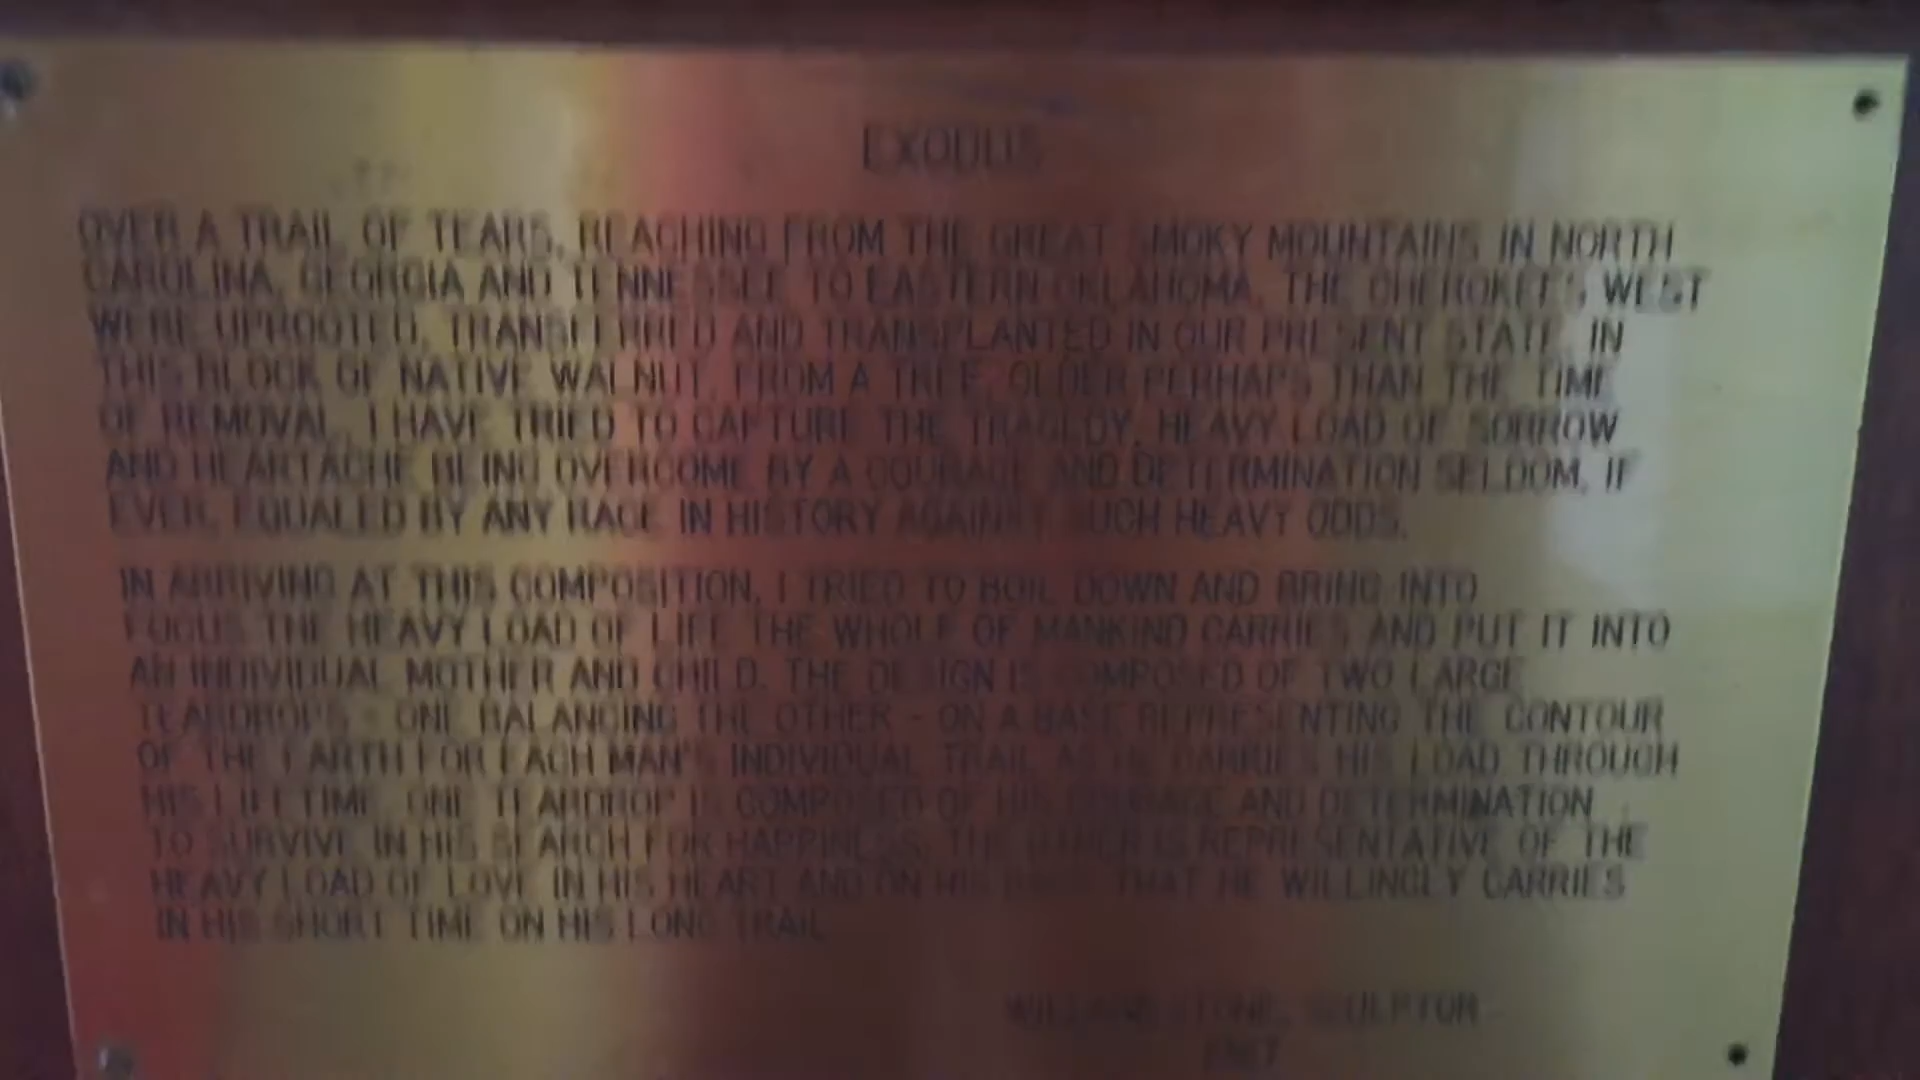 EXODUS
OVER A TRAIL OF TEARS, REACHING FROM THE GREAT SMOKY MOUNTAINS IN NORTH
CAROLINA, GEORGIA AND TENNESSEE TO EASTERN OKLAHOMA, THE CHEROKEES WEST
WERE UPROOTED, TRANSFERRED AND TRANSPLANTED IN OUR PRESENT STATE. IN
THIS BLOCK OF NATIVE WALNUT, FROM A TREE, OLDER PERHAPS THAN THE TIME
OF REMOVAL, I HAVE TRIED TO CAPTURE THE TRAGEDY, HEAVY LOAD OF SORROW
AND HEARTACHE BEING OVERCOME BY A COURAGE AND DETERMINATION SELDOM, IF
EVER, EQUALED BY ANY RACE IN HISTORY AGAINST SUCH HEAVY ODDS.
IN ARRIVING AT THIS COMPOSITION, I TRIED TO BOIL DOWN AND BRING INTO
FOCUS THE HEAVY LOAD OF LIFE THE WHOLE OF MANKIND CARRIES AND PUT IT INTO
AN INDIVIDUAL MOTHER AND CHILD. THE DESIGN IS COMPOSED OF TWO LARGE
TEARDROPS - ONE BALANCING THE OTHER - ON A BASE REPRESENTING THE CONTOUR
OF THE EARTH FOR EACH MAN'S INDIVIDUAL TRAIL AS HE CARRIES HIS LOAD THROUGH
HIS LIFETIME. ONE TEARDROP IS COMPOSED OF HIS COURAGE AND DETERMINATION
TO SURVIVE IN HIS SEARCH FOR HAPPINESS. THE OTHER IS REPRESENTATIVE OF THE
HEAVY LOAD OF LOVE IN HIS HEART AND ON HIS BACK THAT HE WILLINGLY CARRIES
IN HIS SHORT TIME ON HIS LONG TRAIL
WILLARD STONE, SCULPTOR